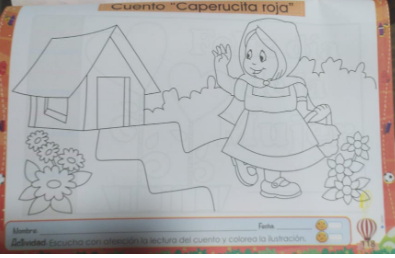 Cuento "Caperucita roja"
Nombre: Fecha:
Actividad: Escucha con atención la lectura del cuento y colorea la ilustración.